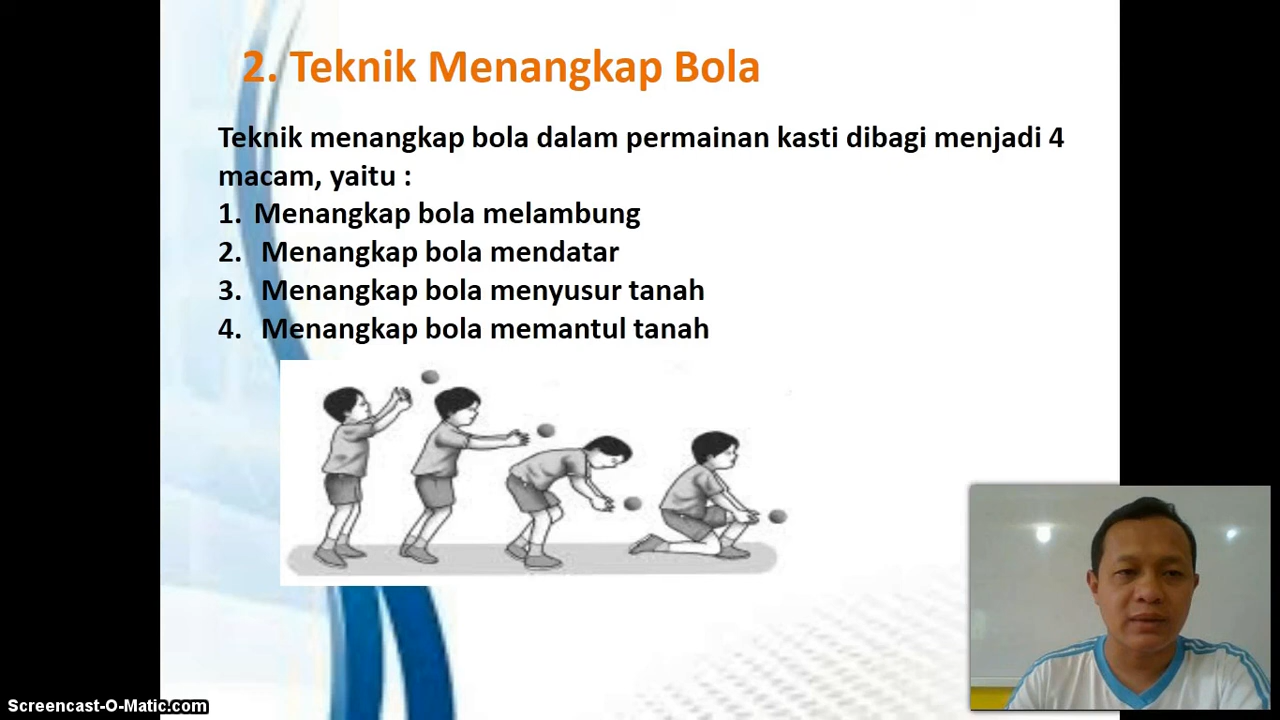 2. Teknik Menangkap Bola
Teknik menangkap bola dalam permainan kasti dibagi menjadi 4
macam, yaitu :
1. Menangkap bola melambung
2. Menangkap bola mendatar
3. Menangkap bola menyusur tanah
4. Menangkap bola memantul tanah
Screencast-O-Matic.com